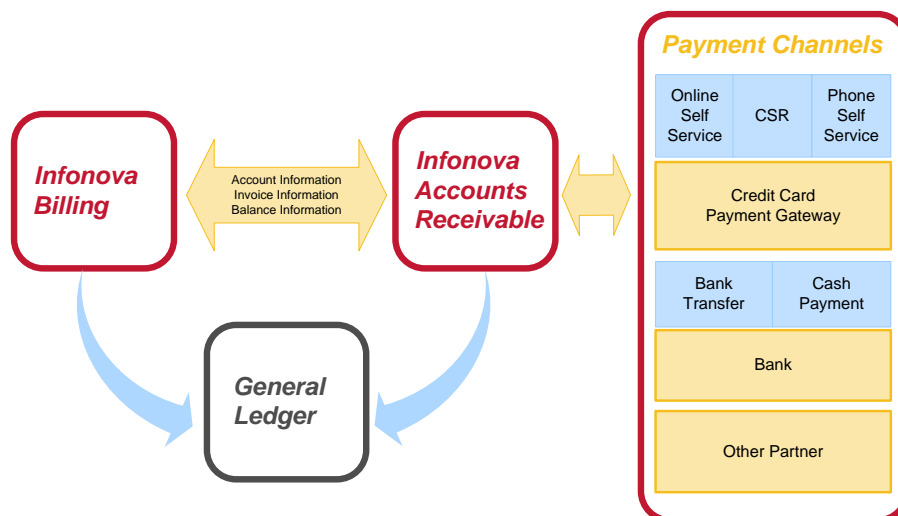 Payment Channels
Online
Self
Service
CSR
Phone
Self
Service
Infonova
Billing
Account Information
Invoice Information
Balance Information
Infonova
Accounts
Receivable
Credit Card
Payment Gateway
Bank
Transfer
Cash
Payment
General
Ledger
Bank
Other Partner